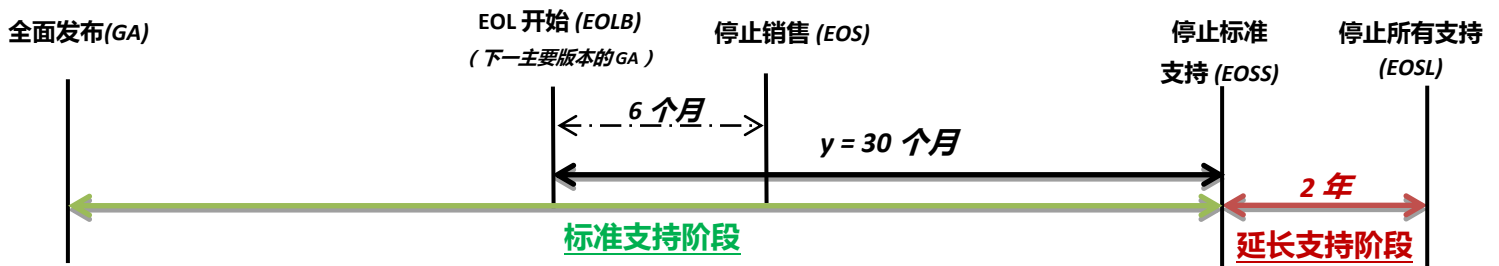 全面发布(GA)
EOL 开始 (EOLB)
（下一主要版本的 GA ）
停止销售 (EOS)
停止标准
支持 (EOSS)
停止所有支持
(EOSL)
6 个月
y = 30 个月
2 年
标准支持阶段
延长支持阶段